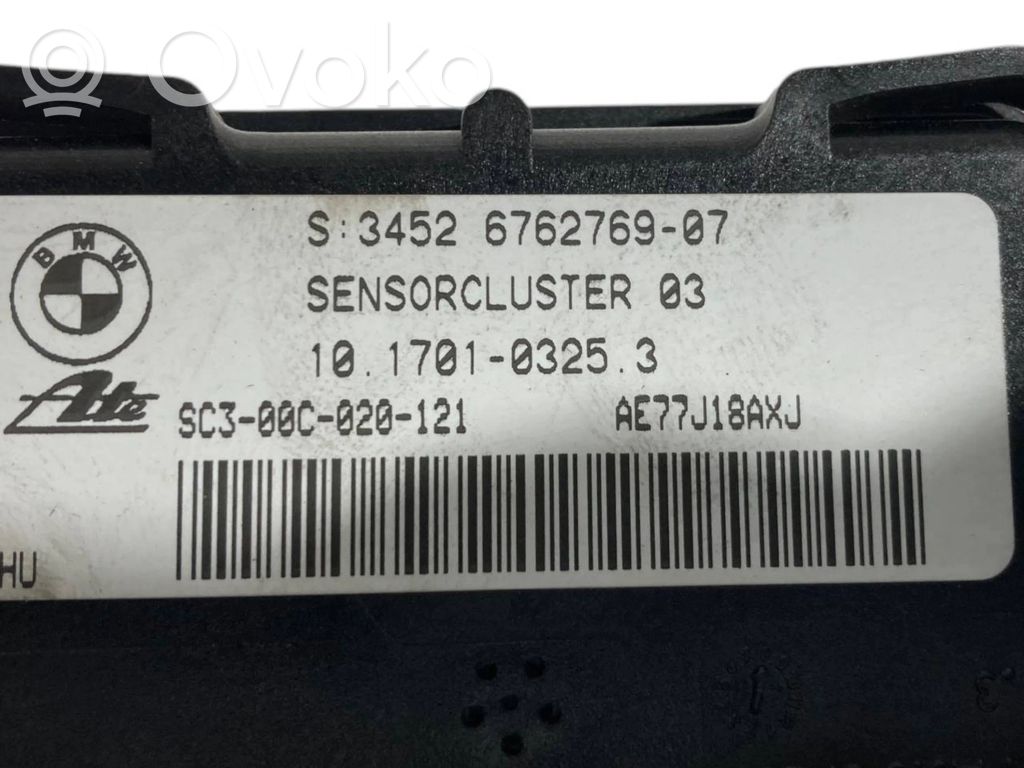 Ovoko
S:3452 6762769-07
BMW
SENSORCLUSTER 03
10.1701-0325.3
Ate
SC3-00C-020-121 AE77J18AXJ
HU